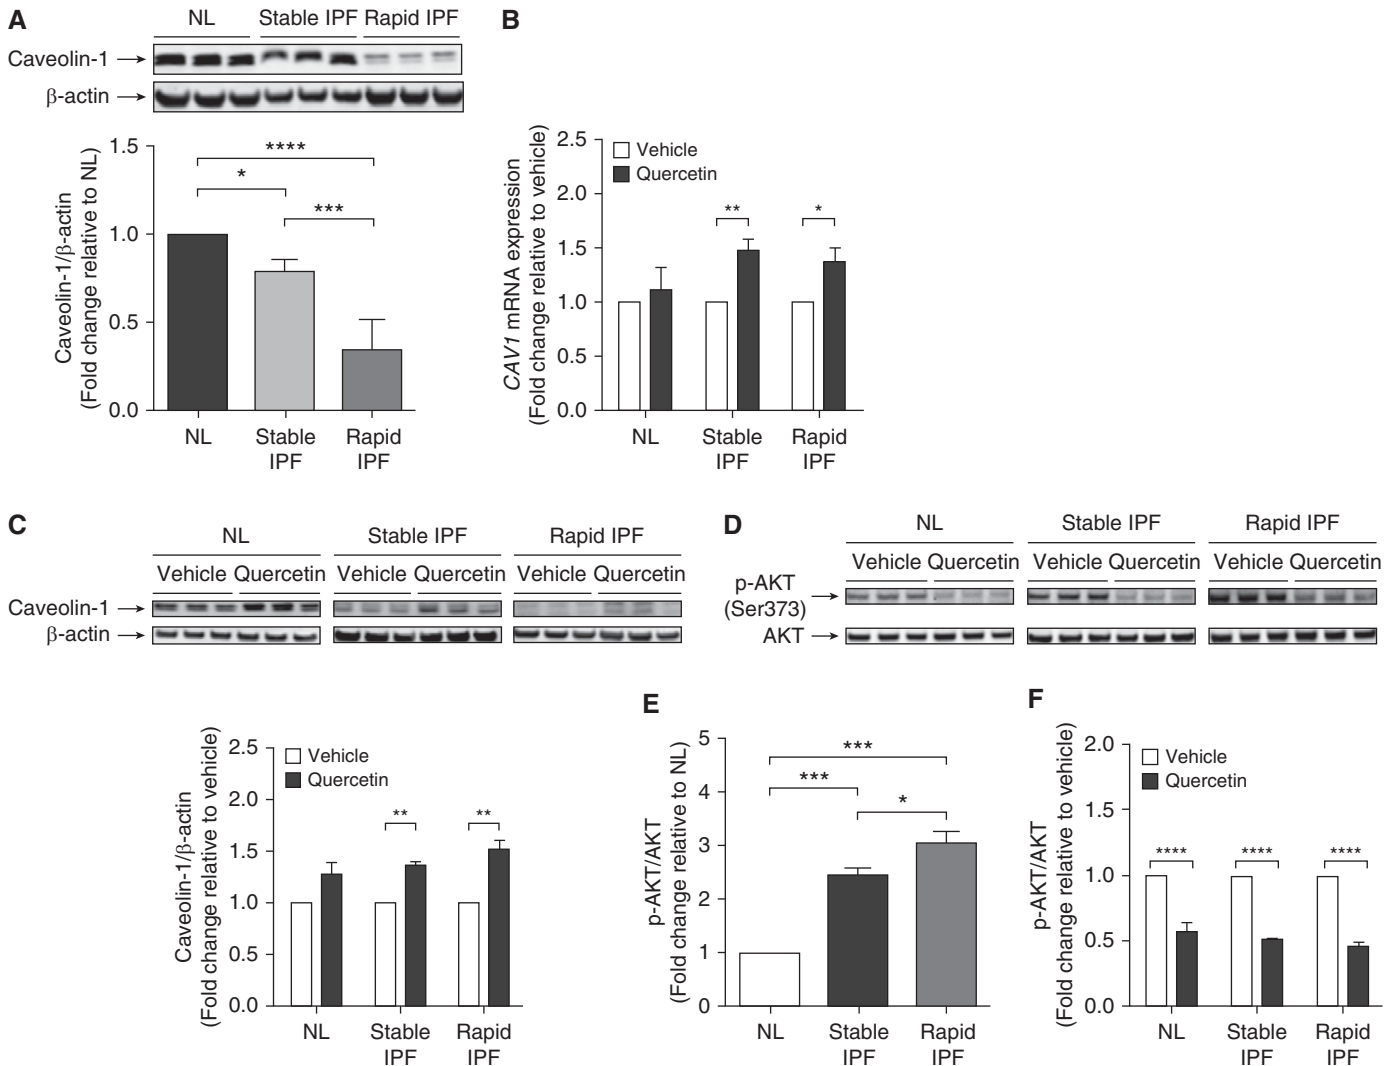 A
NL Stable IPF Rapid IPF
Caveolin-1
β-actin
Caveolin-1/β-actin
(Fold change relative to NL)
1.5
1.0
0.5
0.0
****
*
***
NL Stable IPF Rapid IPF
B
CAV1 mRNA expression
(Fold change relative to vehicle)
2.5
2.0
1.5
1.0
0.5
0.0
Vehicle
Quercetin
** *
NL Stable IPF Rapid IPF
C
NL Stable IPF Rapid IPF
Vehicle Quercetin Vehicle Quercetin Vehicle Quercetin
Caveolin-1
β-actin
Caveolin-1/β-actin
(Fold change relative to vehicle)
2.5
2.0
1.5
1.0
0.5
0.0
Vehicle
Quercetin
** **
NL Stable IPF Rapid IPF
D
NL Stable IPF Rapid IPF
Vehicle Quercetin Vehicle Quercetin Vehicle Quercetin
p-AKT
(Ser373)
AKT
E
p-AKT/AKT
(Fold change relative to NL)
5
4
3
2
1
0
***
***
*
NL Stable IPF Rapid IPF
F
p-AKT/AKT
(Fold change relative to vehicle)
2.0
1.5
1.0
0.5
0.0
Vehicle
Quercetin
**** **** ****
NL Stable IPF Rapid IPF